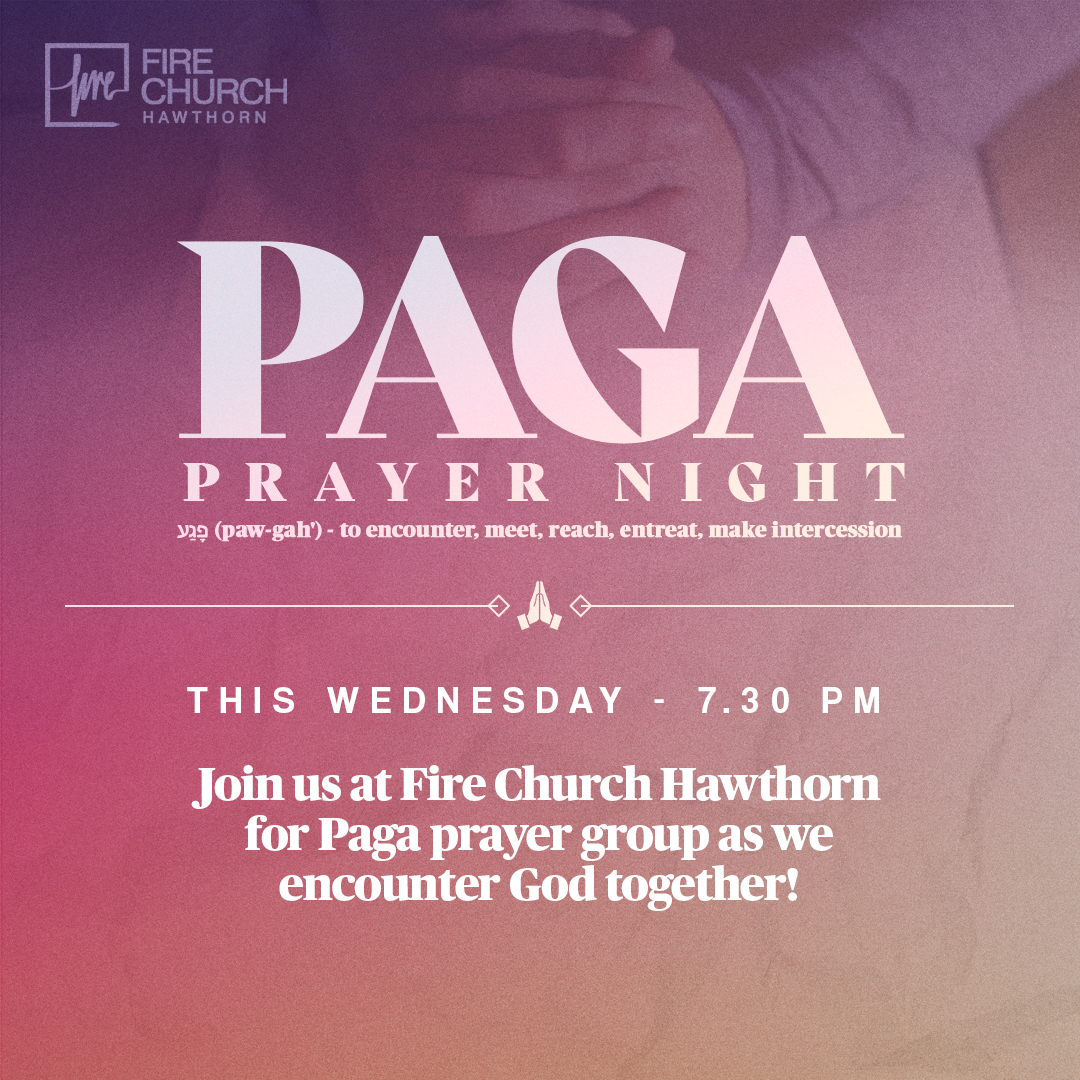 fire
FIRE
CHURCH
HAWTHORN
PAGA
PRAYER NIGHT
פָּגַע (paw-gah') - to encounter, meet, reach, entreat, make intercession
THIS WEDNESDAY - 7.30 PM
Join us at Fire Church Hawthorn
for Paga prayer group as we
encounter God together!